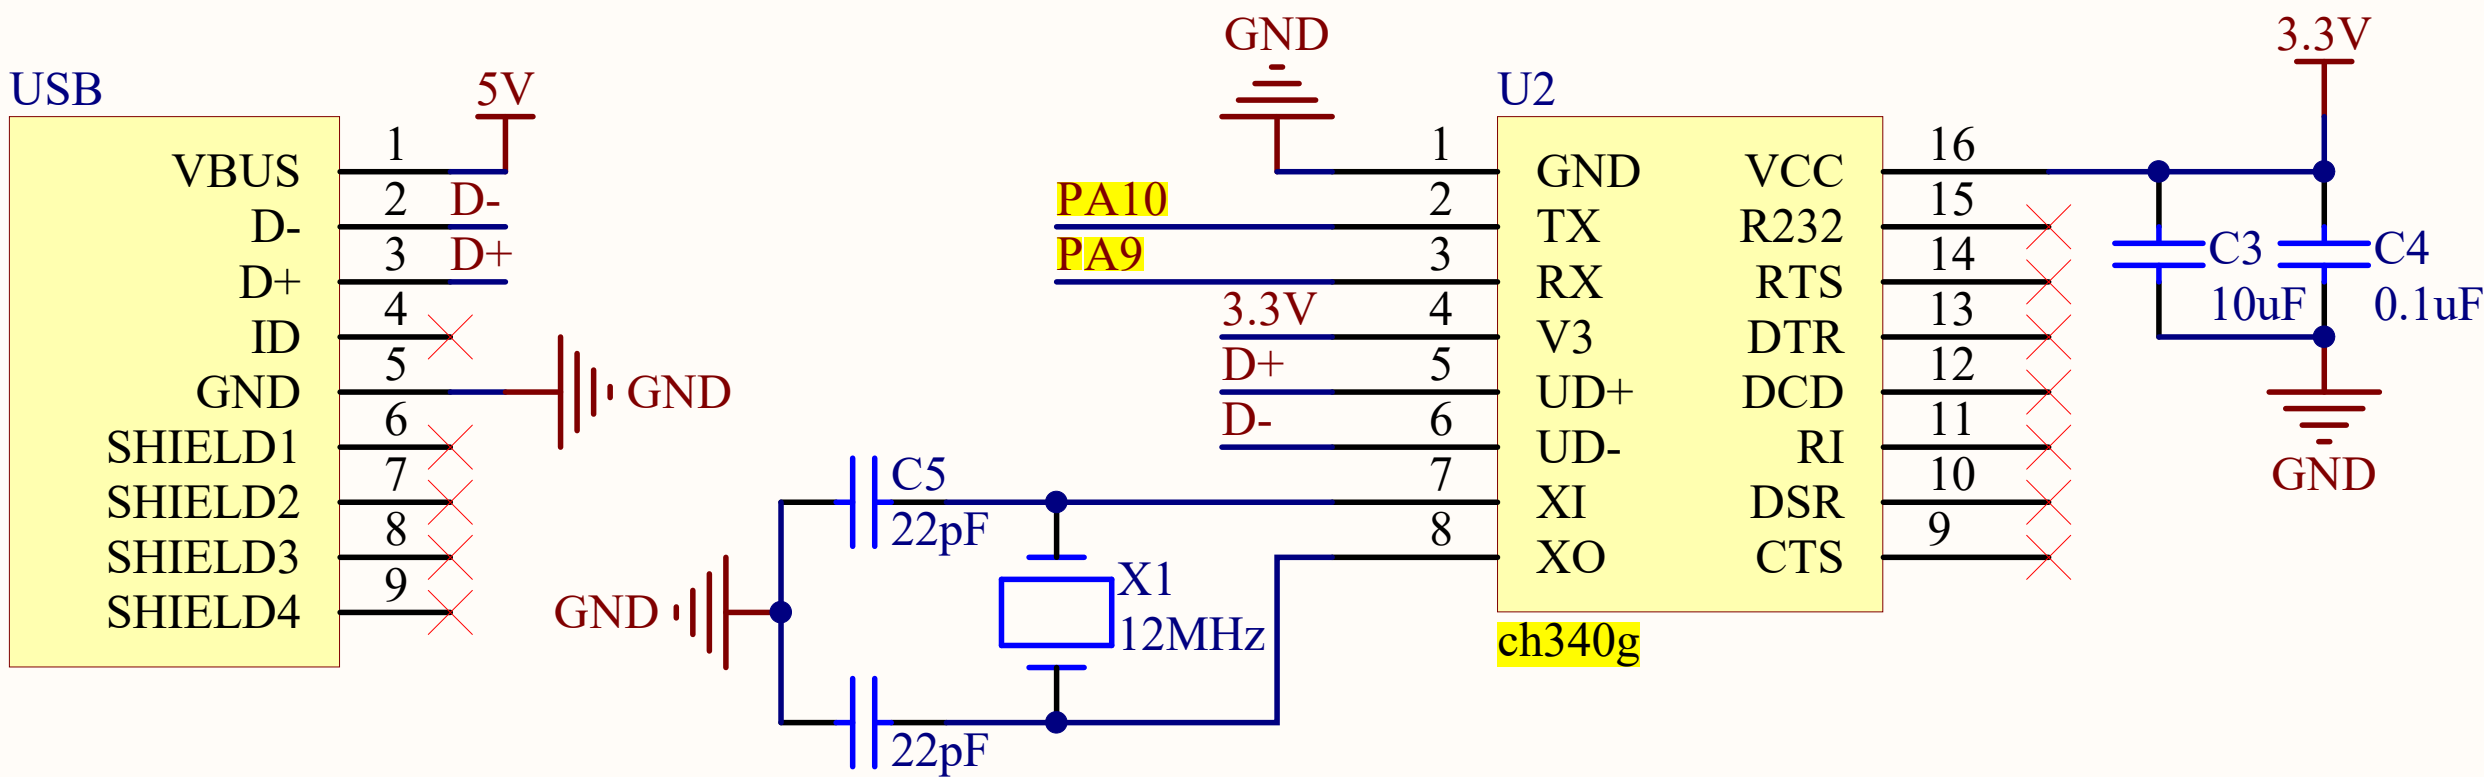 USB
5V
VBUS 1
D- 2 D-
D+ 3 D+
ID 4
GND 5 GND
SHIELD1 6
SHIELD2 7
SHIELD3 8
SHIELD4 9
GND
C5
22pF
X1
12MHz
22pF
GND
U2
PA10
PA9
3.3V
D+
D-
1 GND VCC 16
2 TX R232 15
3 RX RTS 14
4 V3 DTR 13
5 UD+ DCD 12
6 UD- RI 11
7 XI DSR 10
8 XO CTS 9
ch340g
3.3V
C3
10uF
C4
0.1uF
GND